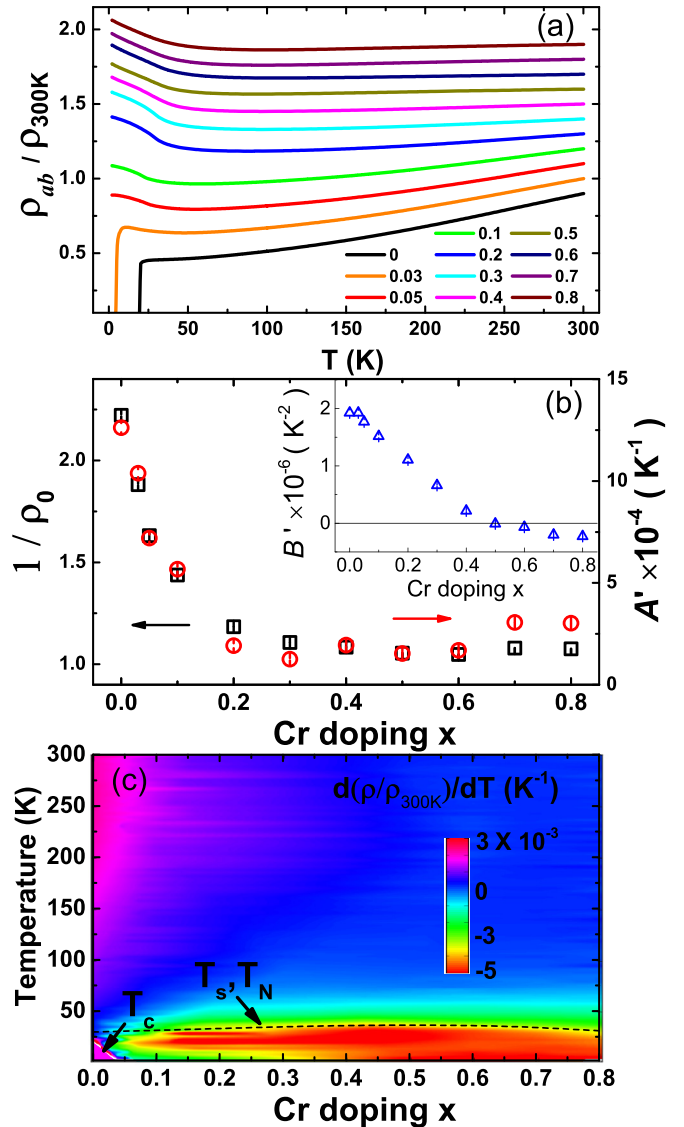 (a)
2.0
1.5
1.0
0.5
ρab / ρ300K
0.1 0.5
0 0.2 0.6
0.03 0.3 0.7
0.05 0.4 0.8
0 50 100 150 200 250 300
T (K)
(b)
2.0
1.5
1.0
1 / ρ0
15
10
5
0
A' ×10-4 ( K-1)
2
1
0
B' ×10-6 ( K-2)
0.0 0.2 0.4 0.6 0.8
Cr doping x
0.0 0.2 0.4 0.6 0.8
Cr doping x
(c)
d(ρ/ρ300K)/dT (K-1)
3 X 10-3
0
-3
-5
300
250
200
150
100
50
Temperature (K)
Ts,TN
Tc
0.0 0.1 0.2 0.3 0.4 0.5 0.6 0.7 0.8
Cr doping x